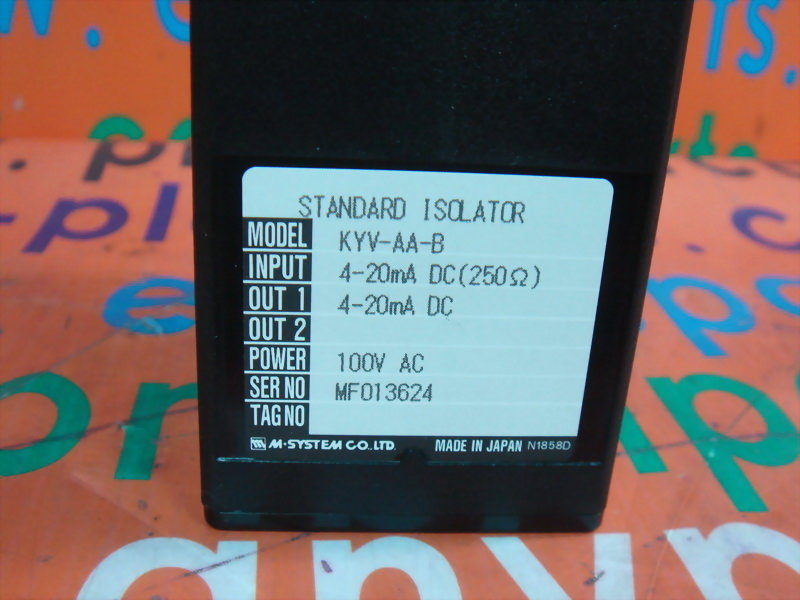 STANDARD ISOLATOR
MODEL KYV-AA-B
INPUT 4-20mA DC(250Ω)
OUT 1 4-20mA DC
OUT 2
POWER 100V AC
SER NO MF013624
TAG NO
M-SYSTEM CO.,LTD. MADE IN JAPAN N1858D